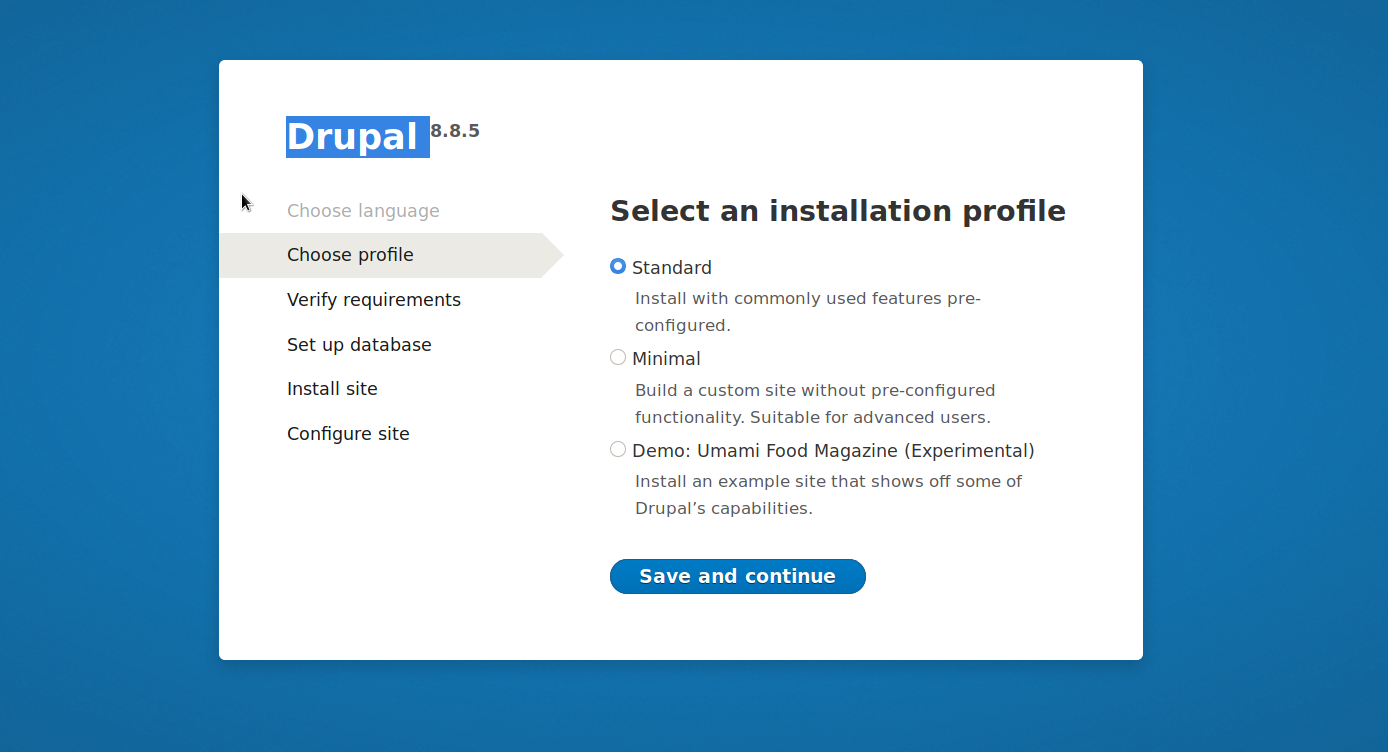 Drupal 8.8.5
Choose language
Choose profile
Verify requirements
Set up database
Install site
Configure site
Select an installation profile
Standard
Install with commonly used features pre-
configured.
Minimal
Build a custom site without pre-configured
functionality. Suitable for advanced users.
Demo: Umami Food Magazine (Experimental)
Install an example site that shows off some of
Drupal’s capabilities.
Save and continue